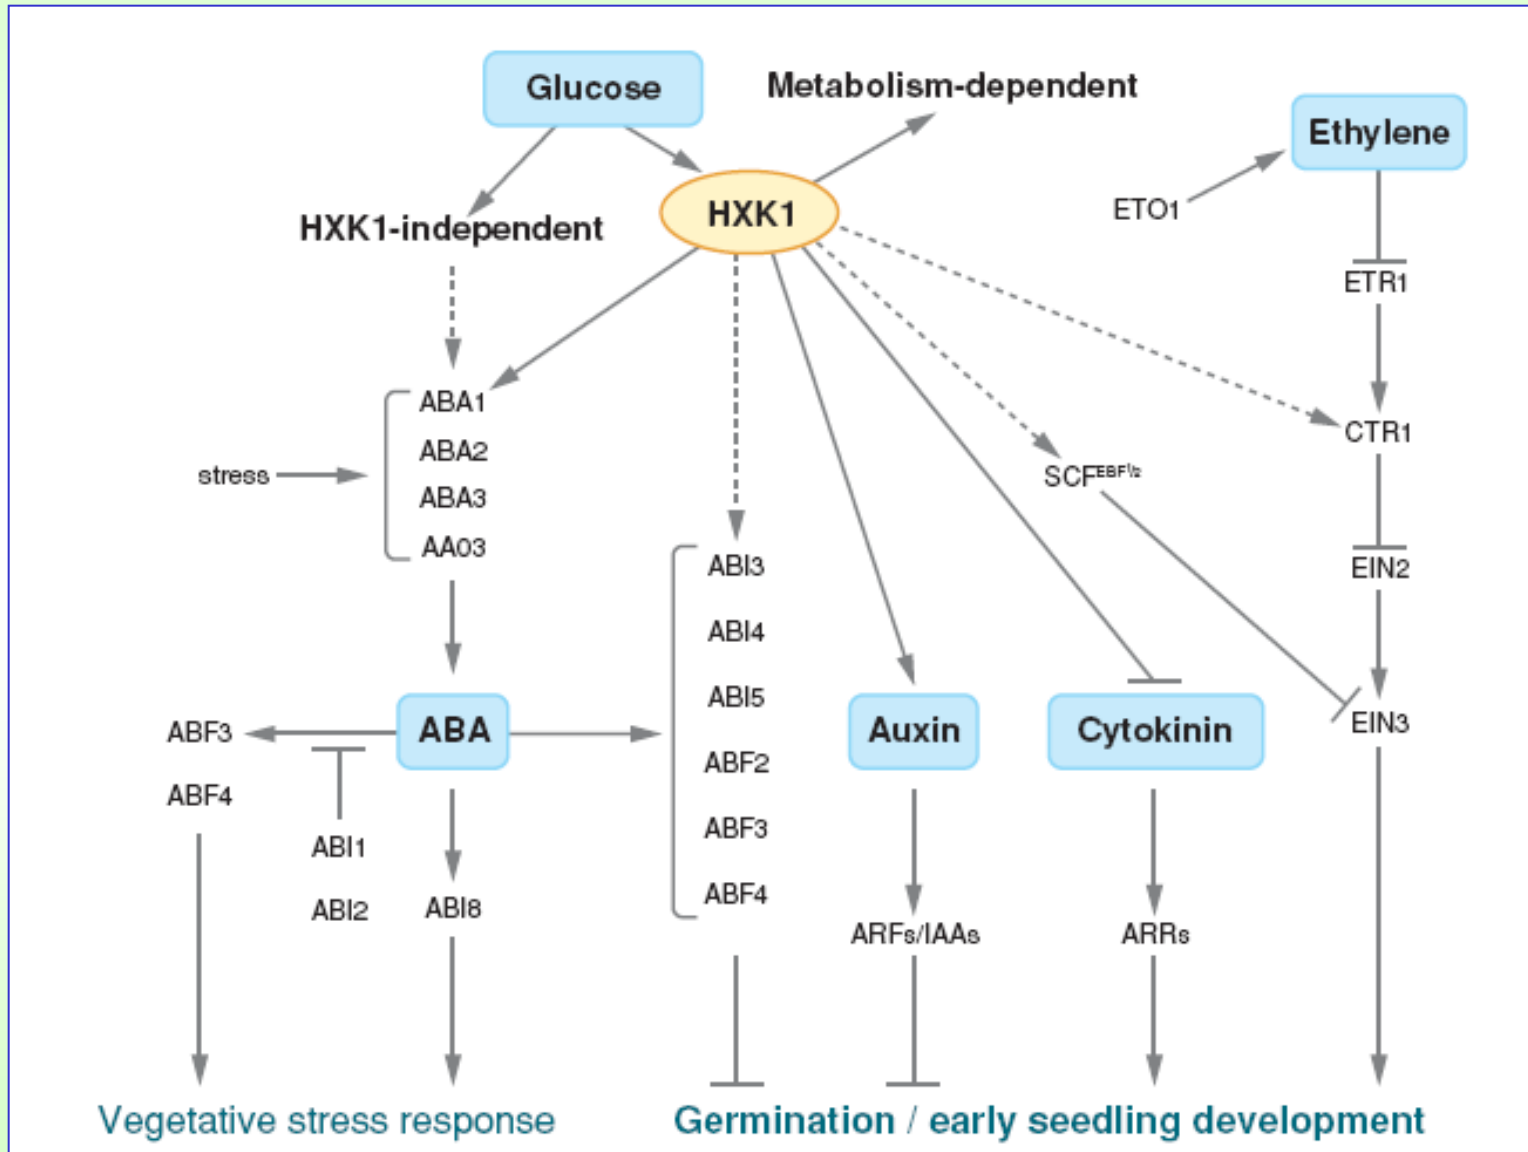 Glucose
Metabolism-dependent
Ethylene
ETO1
HXK1
HXK1-independent
ETR1
ABA1
CTR1
ABA2
stress
SCFEBF1/2
ABA3
AAO3
ABI3
EIN2
ABI4
ABI5
ABF3
ABA
Auxin
Cytokinin
EIN3
ABF2
ABF4
ABF3
ABI1
ABF4
ABI2
ABI8
ARFs/IAAs
ARRs
Vegetative stress response
Germination / early seedling development